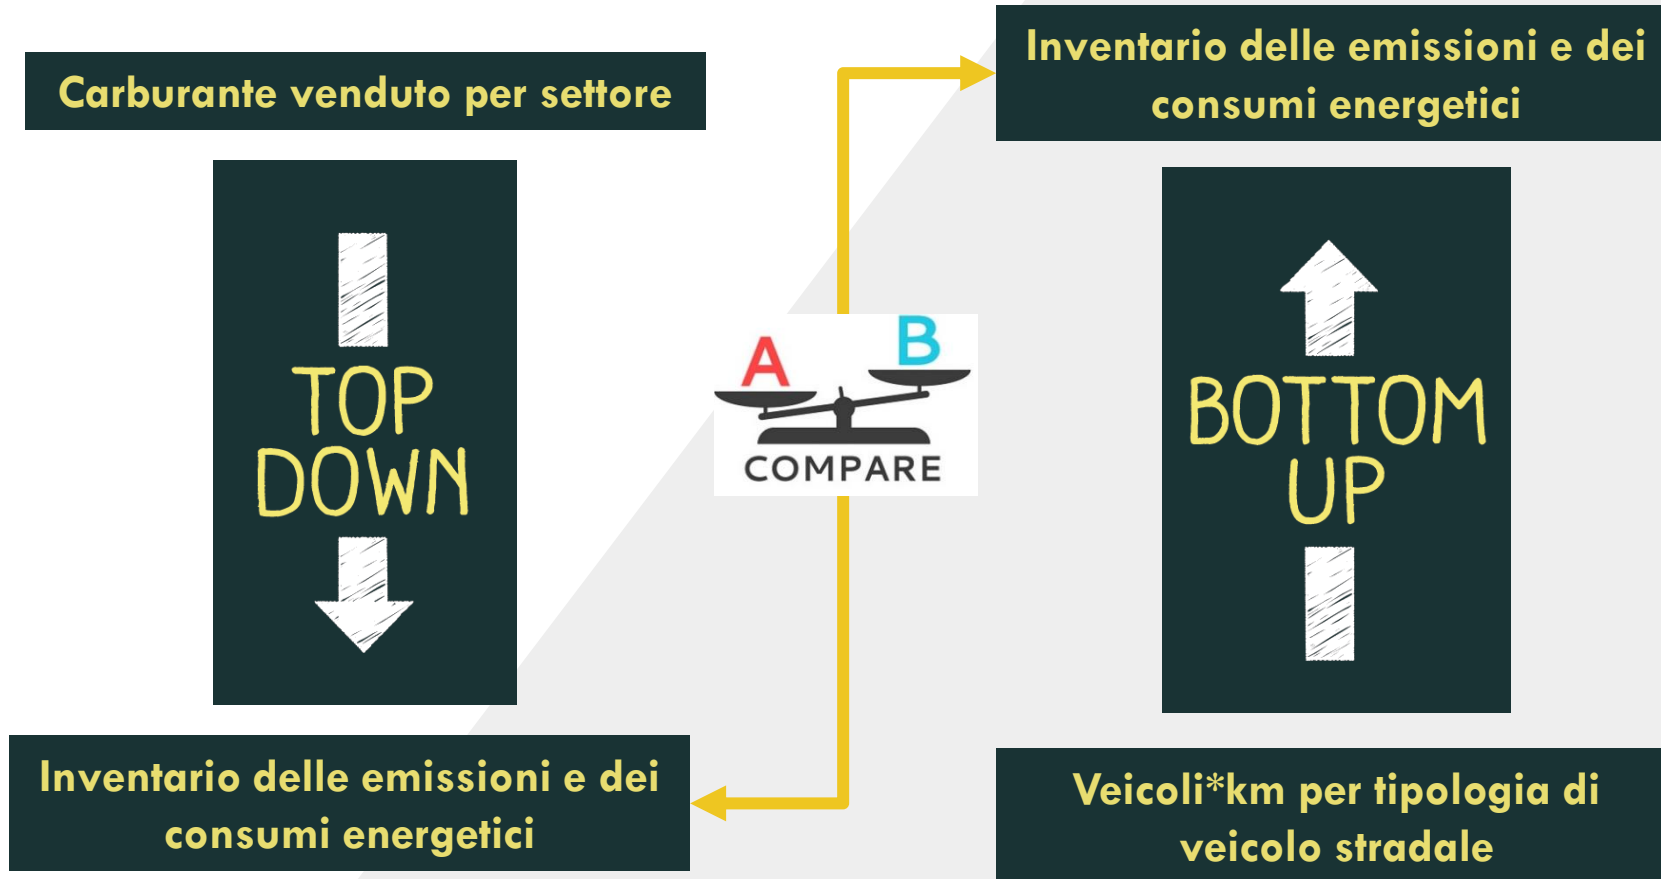 Carburante venduto per settore
TOP
DOWN
Inventario delle emissioni e dei
consumi energetici
A
B
COMPARE
Inventario delle emissioni e dei
consumi energetici
BOTTOM
UP
Veicoli*km per tipologia di
veicolo stradale